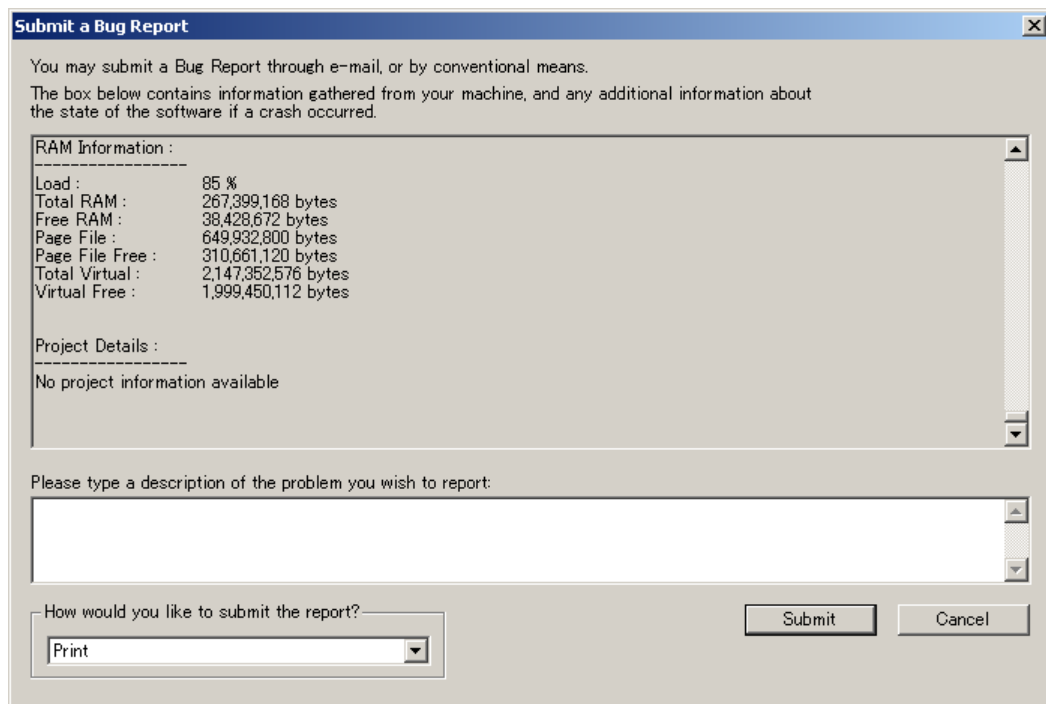 Submit a Bug Report
You may submit a Bug Report through e-mail, or by conventional means.
The box below contains information gathered from your machine, and any additional information about
the state of the software if a crash occurred.
RAM Information :
-----------------
Load : 85 %
Total RAM : 267,399,168 bytes
Free RAM : 38,428,672 bytes
Page File : 649,932,800 bytes
Page File Free : 310,661,120 bytes
Total Virtual : 2,147,352,576 bytes
Virtual Free : 1,999,450,112 bytes
Project Details :
-----------------
No project information available
Please type a description of the problem you wish to report:
How would you like to submit the report?
Print
Submit
Cancel